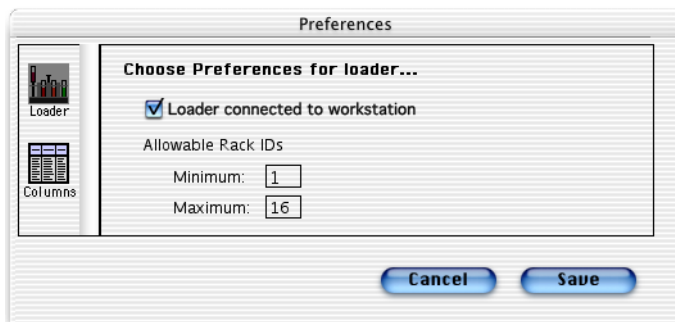 Preferences
Choose Preferences for loader...
Loader
Loader connected to workstation
Allowable Rack IDs
Minimum: 1
Columns
Maximum: 16
Cancel Save